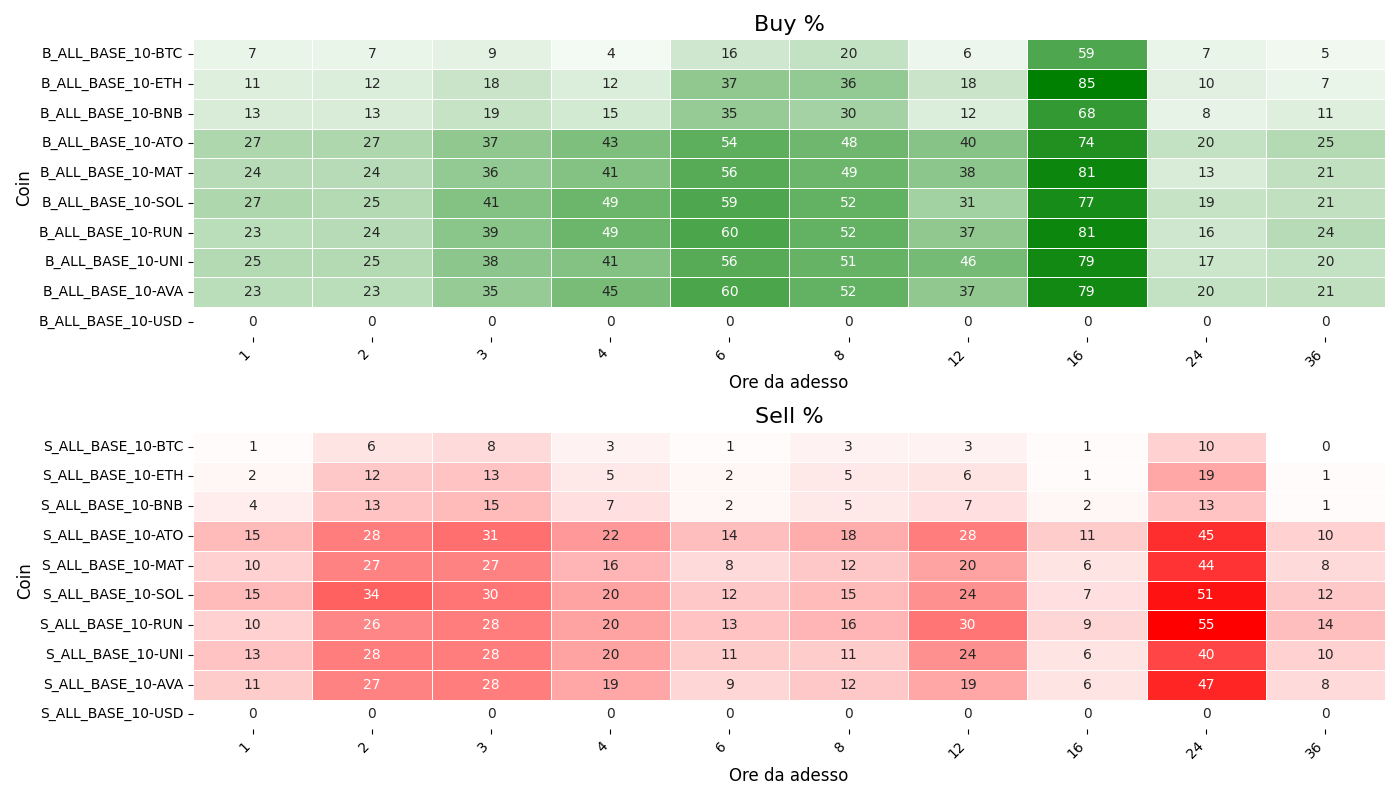 Buy %
Coin
B_ALL_BASE_10-BTC 7 7 9 4 16 20 6 59 7 5
B_ALL_BASE_10-ETH 11 12 18 12 37 36 18 85 10 7
B_ALL_BASE_10-BNB 13 13 19 15 35 30 12 68 8 11
B_ALL_BASE_10-ATO 27 27 37 43 54 48 40 74 20 25
B_ALL_BASE_10-MAT 24 24 36 41 56 49 38 81 13 21
B_ALL_BASE_10-SOL 27 25 41 49 59 52 31 77 19 21
B_ALL_BASE_10-RUN 23 24 39 49 60 52 37 81 16 24
B_ALL_BASE_10-UNI 25 25 38 41 56 51 46 79 17 20
B_ALL_BASE_10-AVA 23 23 35 45 60 52 37 79 20 21
B_ALL_BASE_10-USD 0 0 0 0 0 0 0 0 0 0
1 2 3 4 6 8 12 16 24 36
Ore da adesso
Sell %
Coin
S_ALL_BASE_10-BTC 1 6 8 3 1 3 3 1 10 0
S_ALL_BASE_10-ETH 2 12 13 5 2 5 6 1 19 1
S_ALL_BASE_10-BNB 4 13 15 7 2 5 7 2 13 1
S_ALL_BASE_10-ATO 15 28 31 22 14 18 28 11 45 10
S_ALL_BASE_10-MAT 10 27 27 16 8 12 20 6 44 8
S_ALL_BASE_10-SOL 15 34 30 20 12 15 24 7 51 12
S_ALL_BASE_10-RUN 10 26 28 20 13 16 30 9 55 14
S_ALL_BASE_10-UNI 13 28 28 20 11 11 24 6 40 10
S_ALL_BASE_10-AVA 11 27 28 19 9 12 19 6 47 8
S_ALL_BASE_10-USD 0 0 0 0 0 0 0 0 0 0
1 2 3 4 6 8 12 16 24 36
Ore da adesso